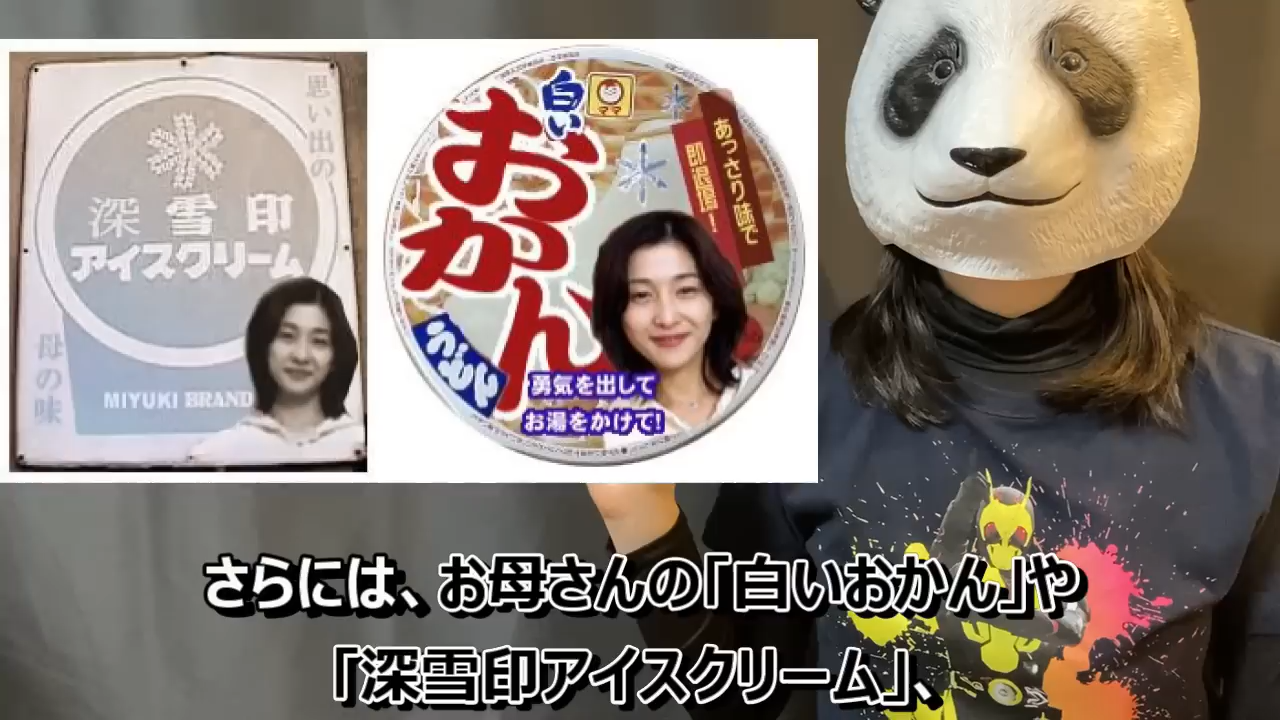 思い出の
深雪印
アイスクリーム
母の味
MIYUKI BRAND
白い
おかん
うどん
ママ
あっさり味で
即混濁!
勇気を出して
お湯をかけて!
さらには、お母さんの「白いおかん」や
「深雪印アイスクリーム」、